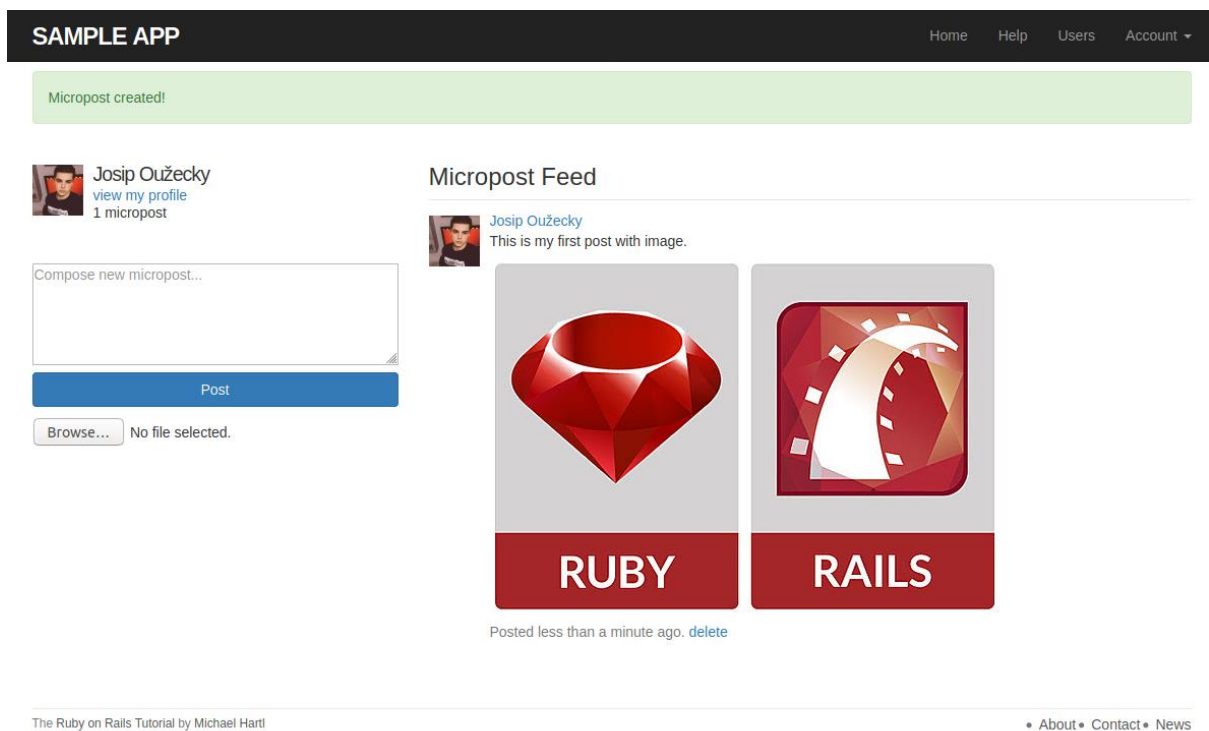 SAMPLE APP Home Help Users Account
Micropost created!
Josip Oužecky
view my profile
1 micropost
Compose new micropost...
Post
Browse... No file selected.
Micropost Feed
Josip Oužecky
This is my first post with image.
RUBY RAILS
Posted less than a minute ago. delete
The Ruby on Rails Tutorial by Michael Hartl • About • Contact • News